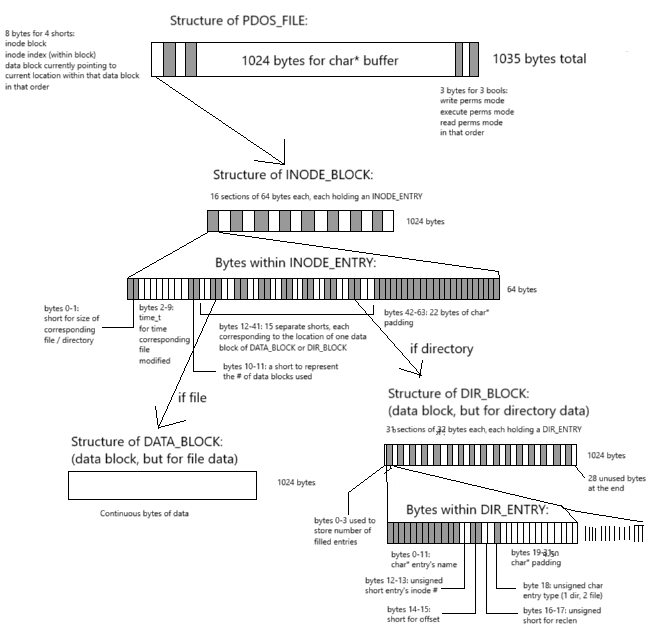 Structure of PDOS_FILE:
8 bytes for 4 shorts:
inode block
inode index (within block)
data block currently pointing to
current location within that data block
in that order
1024 bytes for char* buffer
1035 bytes total
3 bytes for 3 bools:
write perms mode
execute perms mode
read perms mode
in that order
Structure of INODE_BLOCK:
16 sections of 64 bytes each, each holding an INODE_ENTRY
1024 bytes
Bytes within INODE_ENTRY:
64 bytes
bytes 0-1:
short for size of
corresponding
file / directory
bytes 2-9:
time_t
for time
corresponding
file
modified
bytes 12-41: 15 separate shorts, each
corresponding to the location of one data
block of DATA_BLOCK or DIR_BLOCK
bytes 42-63: 22 bytes of char*
padding
bytes 10-11: a short to represent
the # of data blocks used
if file
if directory
Structure of DATA_BLOCK:
(data block, but for file data)
1024 bytes
Continuous bytes of data
Structure of DIR_BLOCK:
(data block, but for directory data)
sections of bytes each, each holding a DIR_ENTRY
1024 bytes
28 unused bytes
at the end
bytes 0-3 used to
store number of
filled entries
Bytes within DIR_ENTRY:
bytes 0-11:
char* entry's name
bytes
char* padding
bytes 12-13: unsigned
short entry's inode #
byte 18: unsigned char
entry type (1 dir, 2 file)
bytes 14-15:
short for offset
bytes 16-17: unsigned
short for reclen